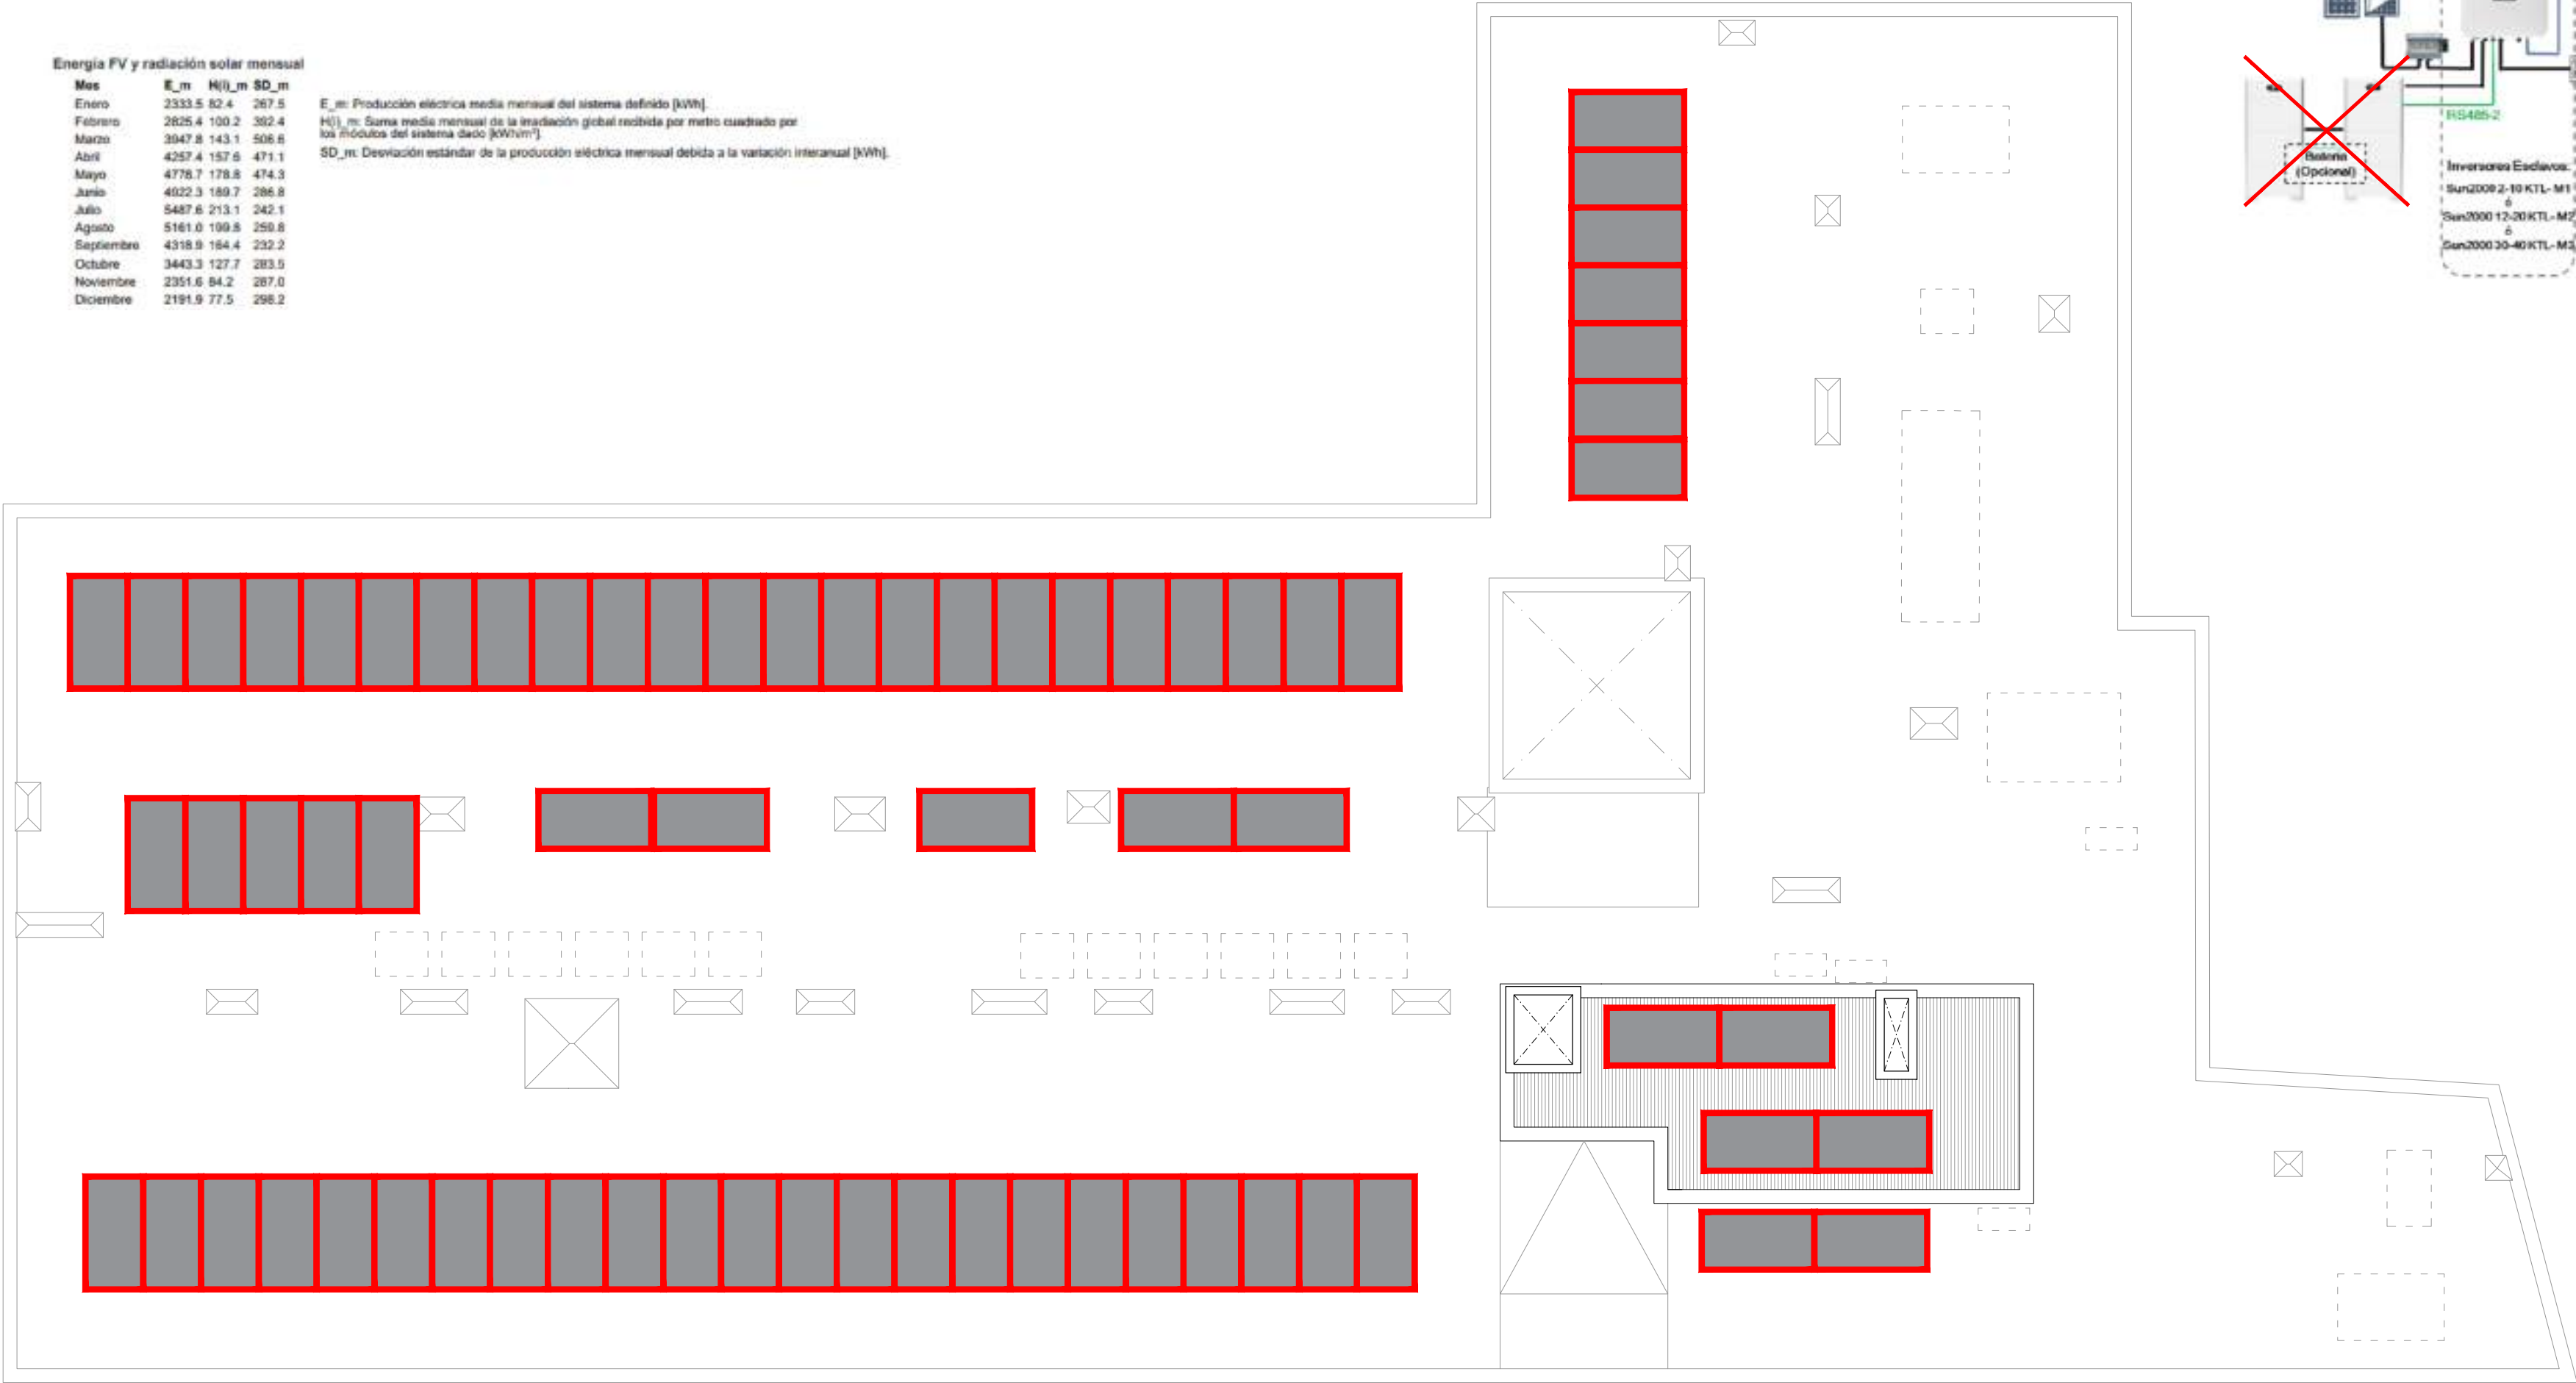 Energía FV y radiación solar mensual
Mes E_m H(i)_m SD_m
Enero 2333.5 82.4 267.5
Febrero 2825.4 100.2 392.4
Marzo 3947.8 143.1 506.6
Abril 4257.4 157.6 471.1
Mayo 4778.7 178.8 474.3
Junio 4922.3 189.7 286.8
Julio 5487.6 213.1 242.1
Agosto 5161.0 199.8 259.8
Septiembre 4318.9 164.4 232.2
Octubre 3443.3 127.7 283.5
Noviembre 2351.6 84.2 287.0
Diciembre 2191.9 77.5 298.2
E_m: Producción eléctrica media mensual del sistema definido [kWh].
H(i)_m: Suma media mensual de la irradiación global recibida por metro cuadrado por
los módulos del sistema dado [kWh/m²].
SD_m: Desviación estándar de la producción eléctrica mensual debida a la variación interanual [kWh].
RS485-2
Batería
(Opcional)
Inversores Esclavos:
Sun2000 2-10 KTL- M1
ó
Sun2000 12-20 KTL- M2
ó
Sun2000 30-40 KTL- M3